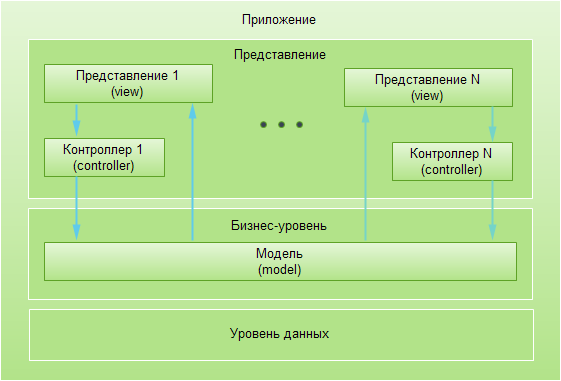 Приложение
Представление
Представление 1
(view)
Представление N
(view)
Контроллер 1
(controller)
Контроллер N
(controller)
Бизнес-уровень
Модель
(model)
Уровень данных